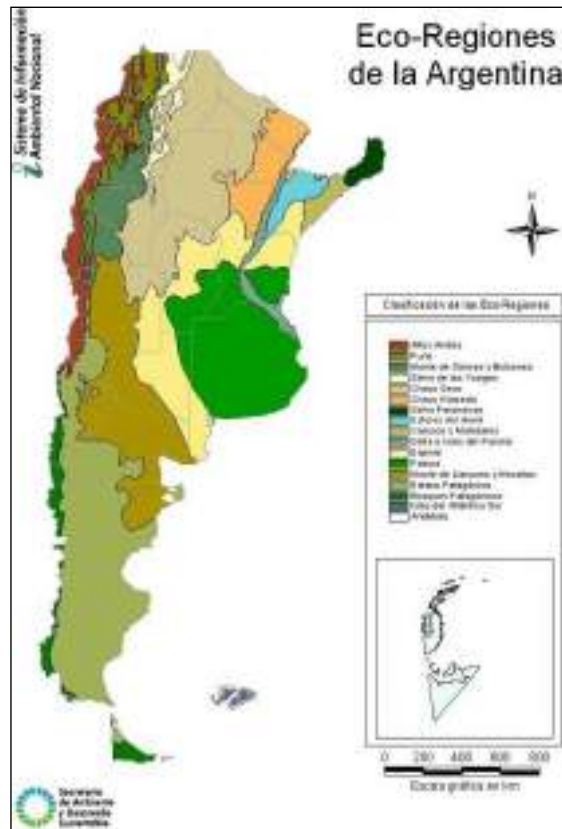 Eco-Regiones
de la Argentina
Sistema de Información
Ambiental Nacional
N
Clasificación de las Eco-Regiones
Altos Andes
Puna
Monte de Sierras y Bolsones
Selva de las Yungas
Chaco Seco
Chaco Húmedo
Selva Paranaense
Esteros del Iberá
Campos y Malezales
Delta e Islas del Paraná
Espinal
Pampa
Monte de Llanuras y Mesetas
Estepa Patagónica
Bosques Patagónicos
Islas del Atlántico Sur
Antártida
0 200 400 600 800
Escala gráfica en km
Secretaría
de Ambiente
y Desarrollo
Sustentable